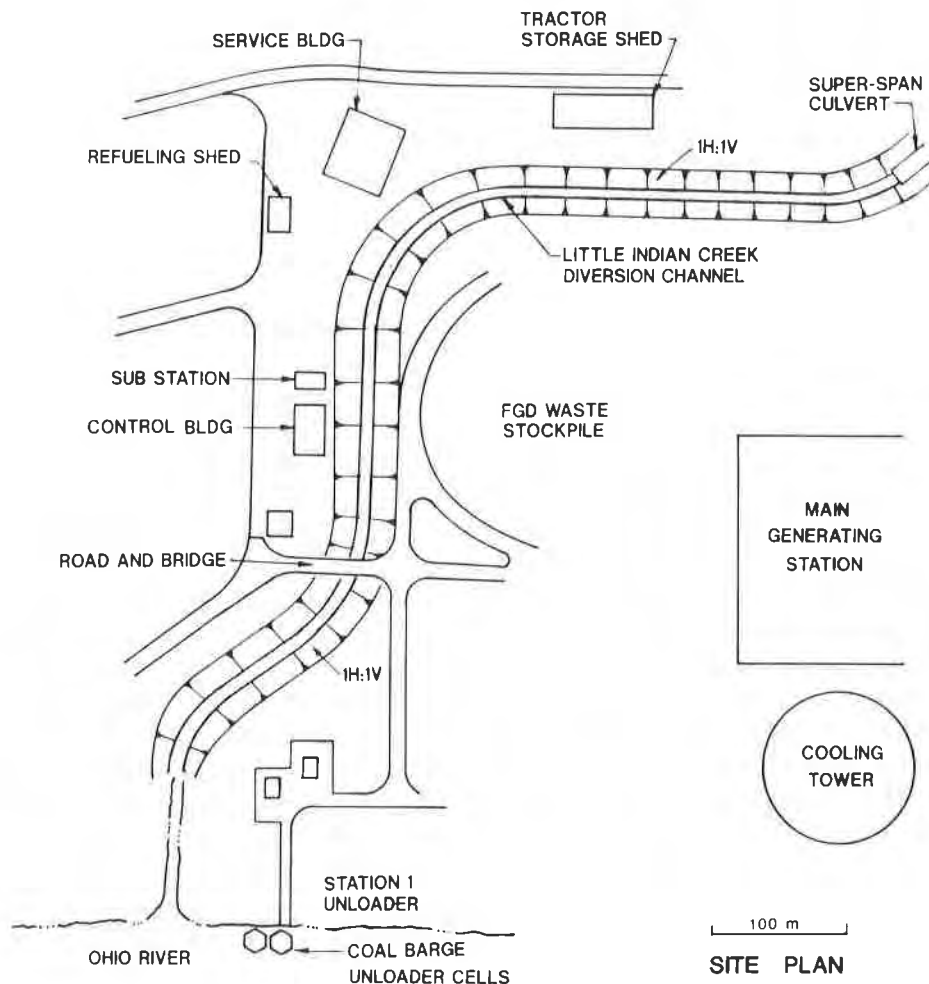 SERVICE BLDG
TRACTOR
STORAGE SHED
SUPER-SPAN
CULVERT
REFUELING SHED
1H:1V
LITTLE INDIAN CREEK
DIVERSION CHANNEL
SUB STATION
CONTROL BLDG
FGD WASTE
STOCKPILE
MAIN
GENERATING
STATION
ROAD AND BRIDGE
1H:1V
COOLING
TOWER
STATION 1
UNLOADER
100 m
OHIO RIVER
COAL BARGE
UNLOADER CELLS
SITE PLAN